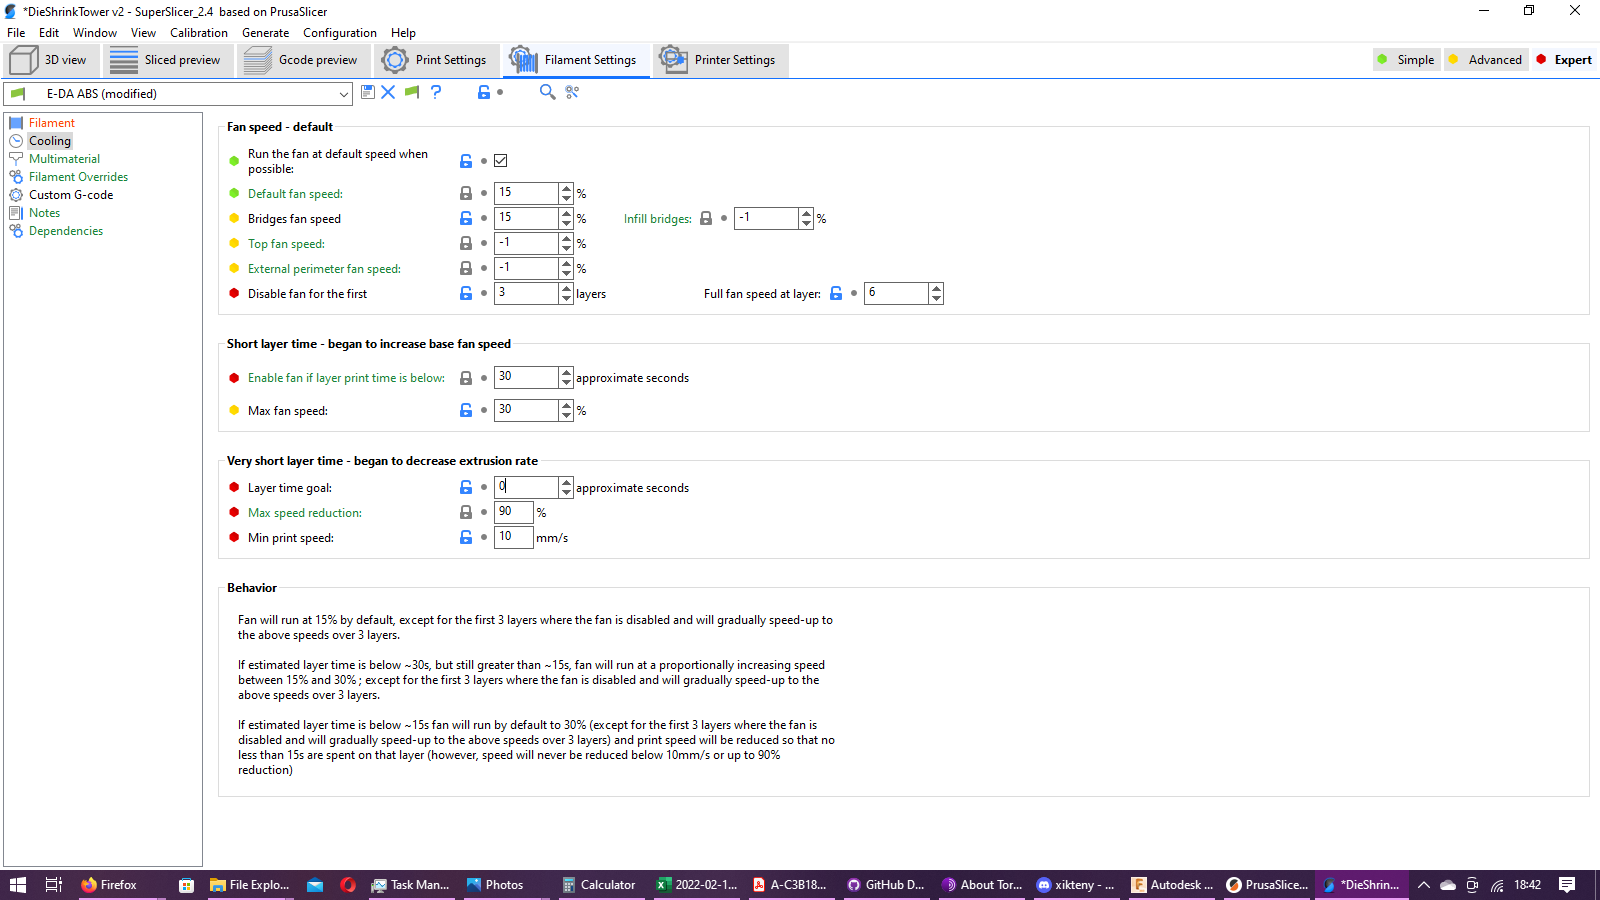 *DieShrinkTower v2 - SuperSlicer_2.4  based on PrusaSlicer
File Edit Window View Calibration Generate Configuration Help
3D view Sliced preview Gcode preview Print Settings Filament Settings Printer Settings Simple Advanced Expert
E-DA ABS (modified) ?
Filament
Cooling
Multimaterial
Filament Overrides
Custom G-code
Notes
Dependencies
Fan speed - default
Run the fan at default speed when
possible:
Default fan speed: 15 %
Bridges fan speed 15 % Infill bridges: -1 %
Top fan speed: -1 %
External perimeter fan speed: -1 %
Disable fan for the first 3 layers Full fan speed at layer: 6
Short layer time - began to increase base fan speed
Enable fan if layer print time is below: 30 approximate seconds
Max fan speed: 30 %
Very short layer time - began to decrease extrusion rate
Layer time goal: 0 approximate seconds
Max speed reduction: 90 %
Min print speed: 10 mm/s
Behavior
Fan will run at 15% by default, except for the first 3 layers where the fan is disabled and will gradually speed-up to
the above speeds over 3 layers.
If estimated layer time is below ~30s, but still greater than ~15s, fan will run at a proportionally increasing speed
between 15% and 30% ; except for the first 3 layers where the fan is disabled and will gradually speed-up to the
above speeds over 3 layers.
If estimated layer time is below ~15s fan will run by default to 30% (except for the first 3 layers where the fan is
disabled and will gradually speed-up to the above speeds over 3 layers) and print speed will be reduced so that no
less than 15s are spent on that layer (however, speed will never be reduced below 10mm/s or up to 90%
reduction)
Firefox File Explo... Task Man... Photos Calculator 2022-02-1... A-C3B18... GitHub D... About Tor... xikteny - ... Autodesk ... PrusaSlice... *DieShrin... 18:42